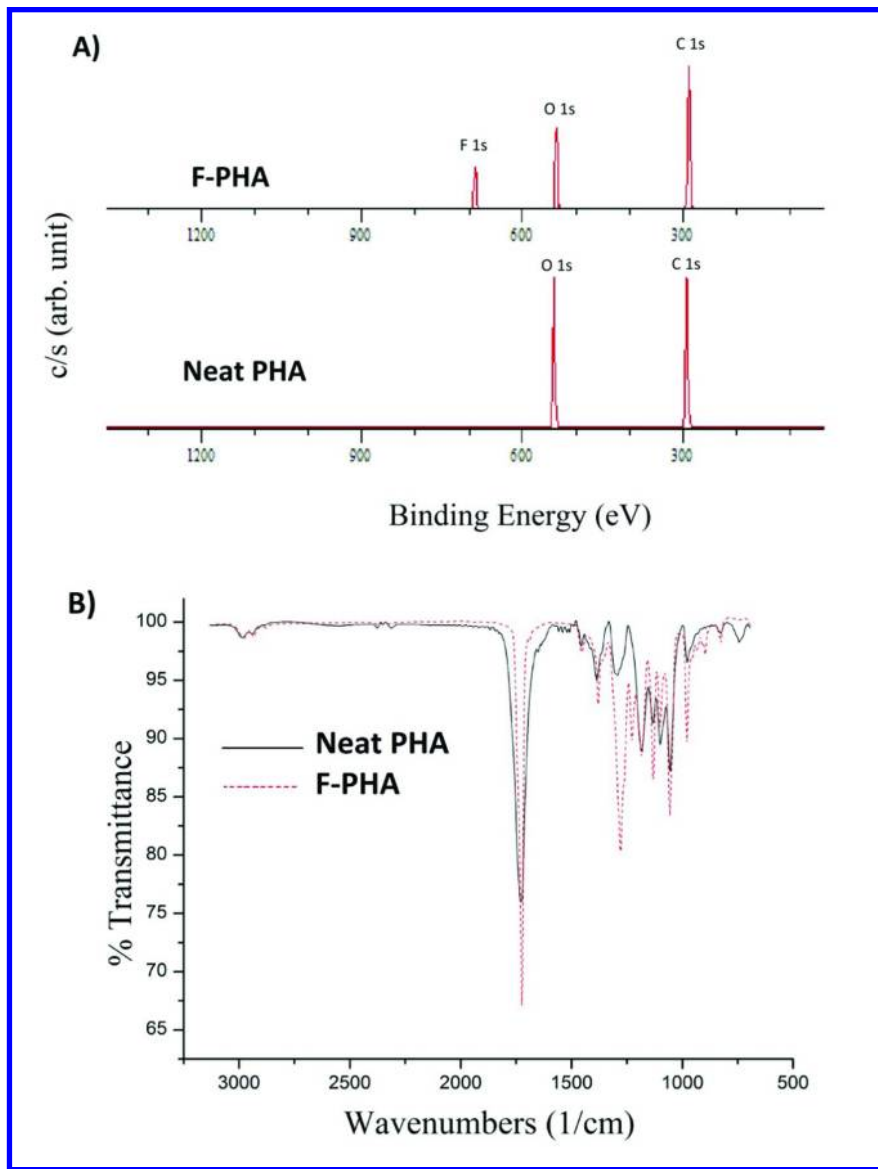 A)
C 1s
O 1s
F 1s
F-PHA
1200 900 600 300
O 1s C 1s
Neat PHA
1200 900 600 300
c/s (arb. unit)
Binding Energy (eV)
B)
100
95
90
85
80
75
70
65
Neat PHA
F-PHA
% Transmittance
3000 2500 2000 1500 1000 500
Wavenumbers (1/cm)